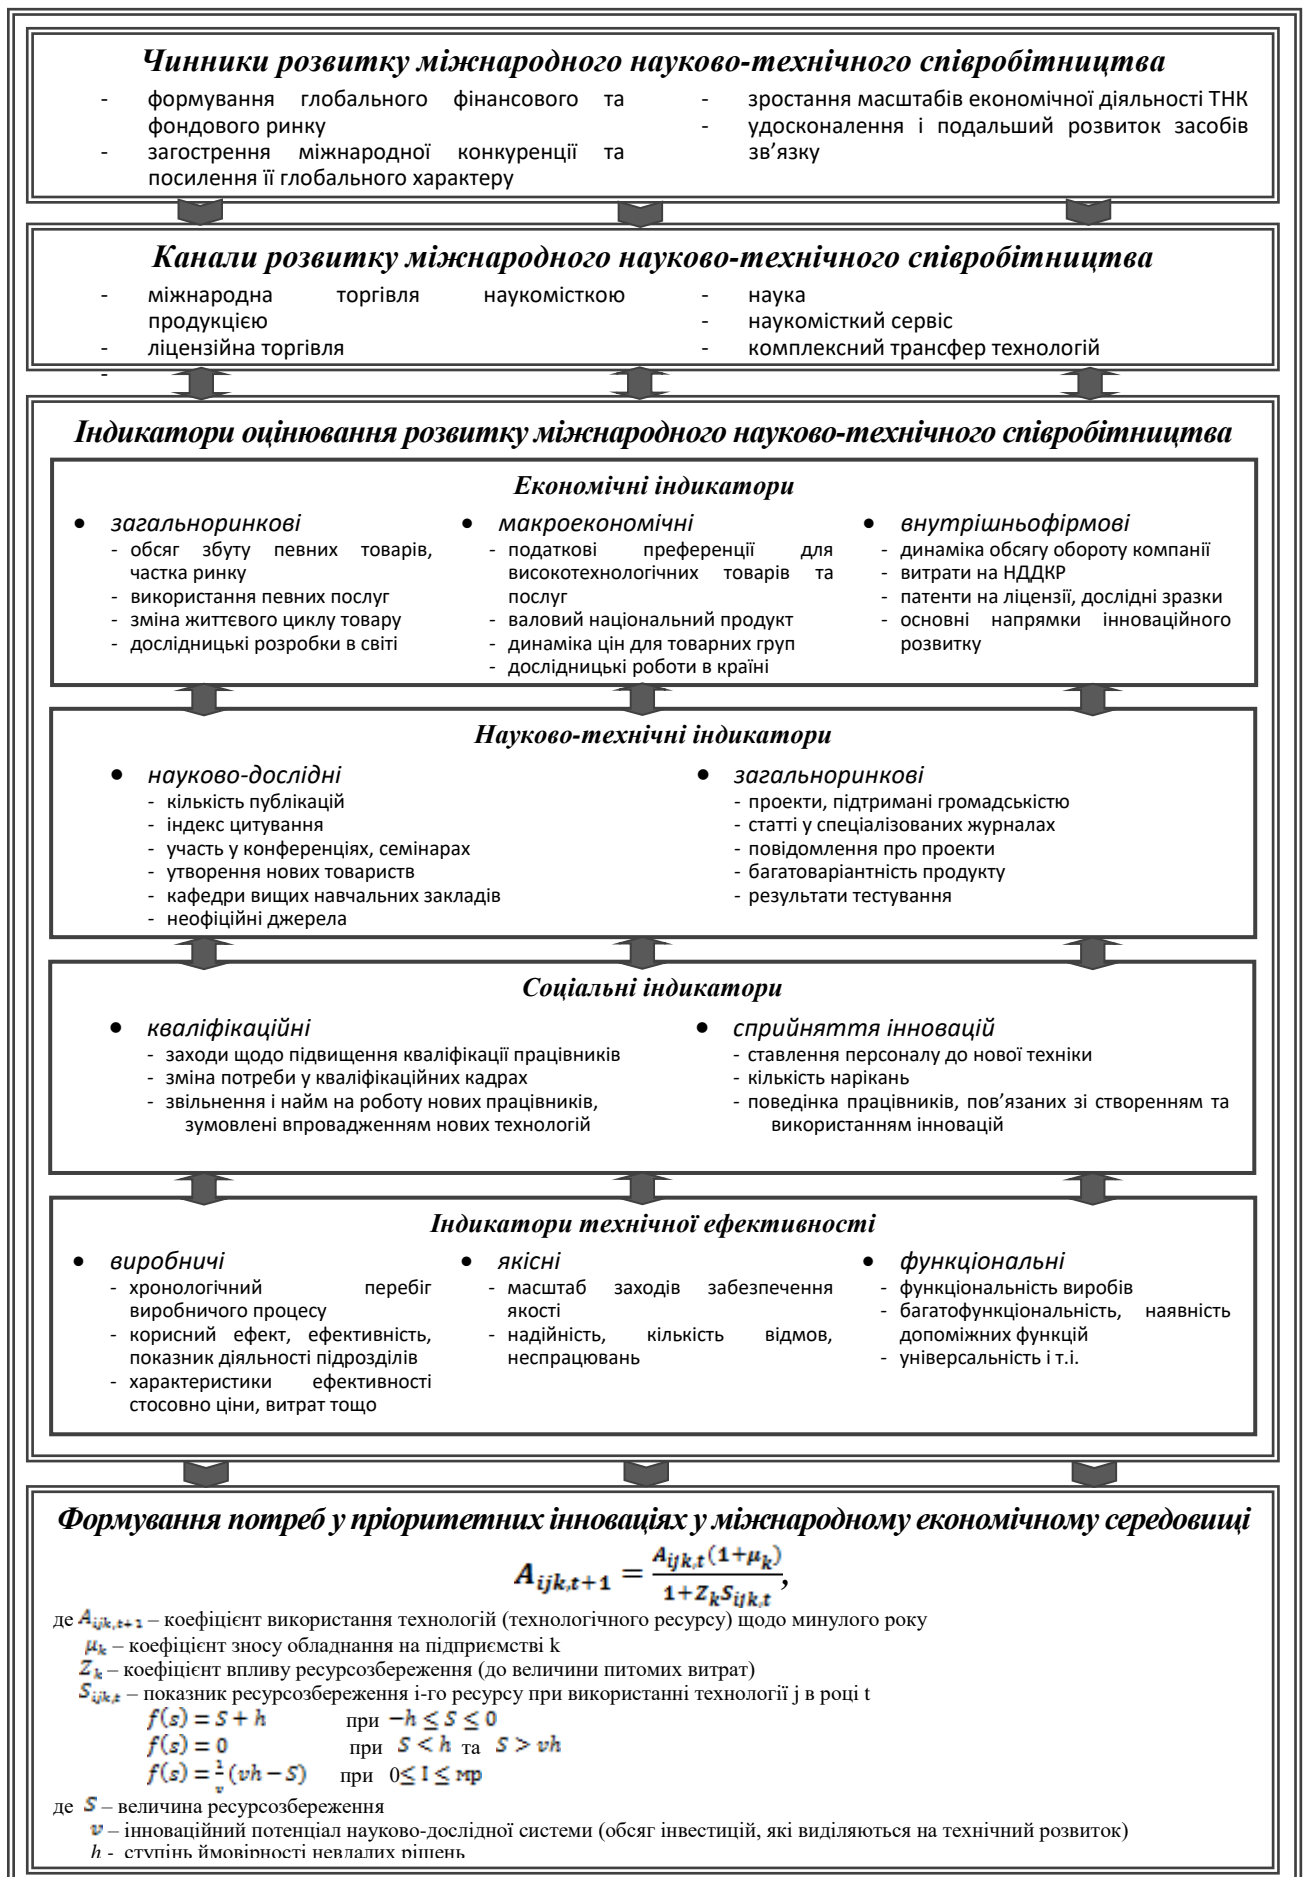 Чинники розвитку міжнародного науково-технічного співробітництва
- формування глобального фінансового та
фондового ринку
- загострення міжнародної конкуренції та
посилення її глобального характеру
- зростання масштабів економічної діяльності ТНК
- удосконалення і подальший розвиток засобів
зв’язку
Канали розвитку міжнародного науково-технічного співробітництва
- міжнародна торгівля наукомісткою
продукцією
- ліцензійна торгівля
-
- наука
- наукомісткий сервіс
- комплексний трансфер технологій
Індикатори оцінювання розвитку міжнародного науково-технічного співробітництва
Економічні індикатори
• загальноринкові
- обсяг збуту певних товарів,
частка ринку
- використання певних послуг
- зміна життєвого циклу товару
- дослідницькі розробки в світі
• макроекономічні
- податкові преференції для
високотехнологічних товарів та
послуг
- валовий національний продукт
- динаміка цін для товарних груп
- дослідницькі роботи в країні
• внутрішньофірмові
- динаміка обсягу обороту компанії
- витрати на НДДКР
- патенти на ліцензії, дослідні зразки
- основні напрямки інноваційного
розвитку
Науково-технічні індикатори
• науково-дослідні
- кількість публікацій
- індекс цитування
- участь у конференціях, семінарах
- утворення нових товариств
- кафедри вищих навчальних закладів
- неофіційні джерела
• загальноринкові
- проекти, підтримані громадськістю
- статті у спеціалізованих журналах
- повідомлення про проекти
- багатоваріантність продукту
- результати тестування
Соціальні індикатори
• кваліфікаційні
- заходи щодо підвищення кваліфікації працівників
- зміна потреби у кваліфікаційних кадрах
- звільнення і найм на роботу нових працівників,
зумовлені впровадженням нових технологій
• сприйняття інновацій
- ставлення персоналу до нової техніки
- кількість нарікань
- поведінка працівників, пов’язаних зі створенням та
використанням інновацій
Індикатори технічної ефективності
• виробничі
- хронологічний перебіг
виробничого процесу
- корисний ефект, ефективність,
показник діяльності підрозділів
- характеристики ефективності
стосовно ціни, витрат тощо
• якісні
- масштаб заходів забезпечення
якості
- надійність, кількість відмов,
неспрацювань
• функціональні
- функціональність виробів
- багатофункціональність, наявність
допоміжних функцій
- універсальність і т.і.
Формування потреб у пріоритетних інноваціях у міжнародному економічному середовищі
A_{ijk,t+1} = \frac{A_{ijk,t}(1+μ_k)}{1+Z_k S_{ijk,t}},
де A_{ijk,t+1} – коефіцієнт використання технологій (технологічного ресурсу) щодо минулого року
μ_k – коефіцієнт зносу обладнання на підприємстві k
Z_k – коефіцієнт впливу ресурсозбереження (до величини питомих витрат)
S_{ijk,t} – показник ресурсозбереження і-го ресурсу при використанні технології j в році t
f(s) = S + h при −h ≤ S ≤ 0
f(s) = 0 при S < h та S > vh
f(s) = \frac{1}{v}(vh − S) при 0≤ I ≤ мр
де S – величина ресурсозбереження
v – інноваційний потенціал науково-дослідної системи (обсяг інвестицій, які виділяються на технічний розвиток)
h - ступінь ймовірності невдалих рішень